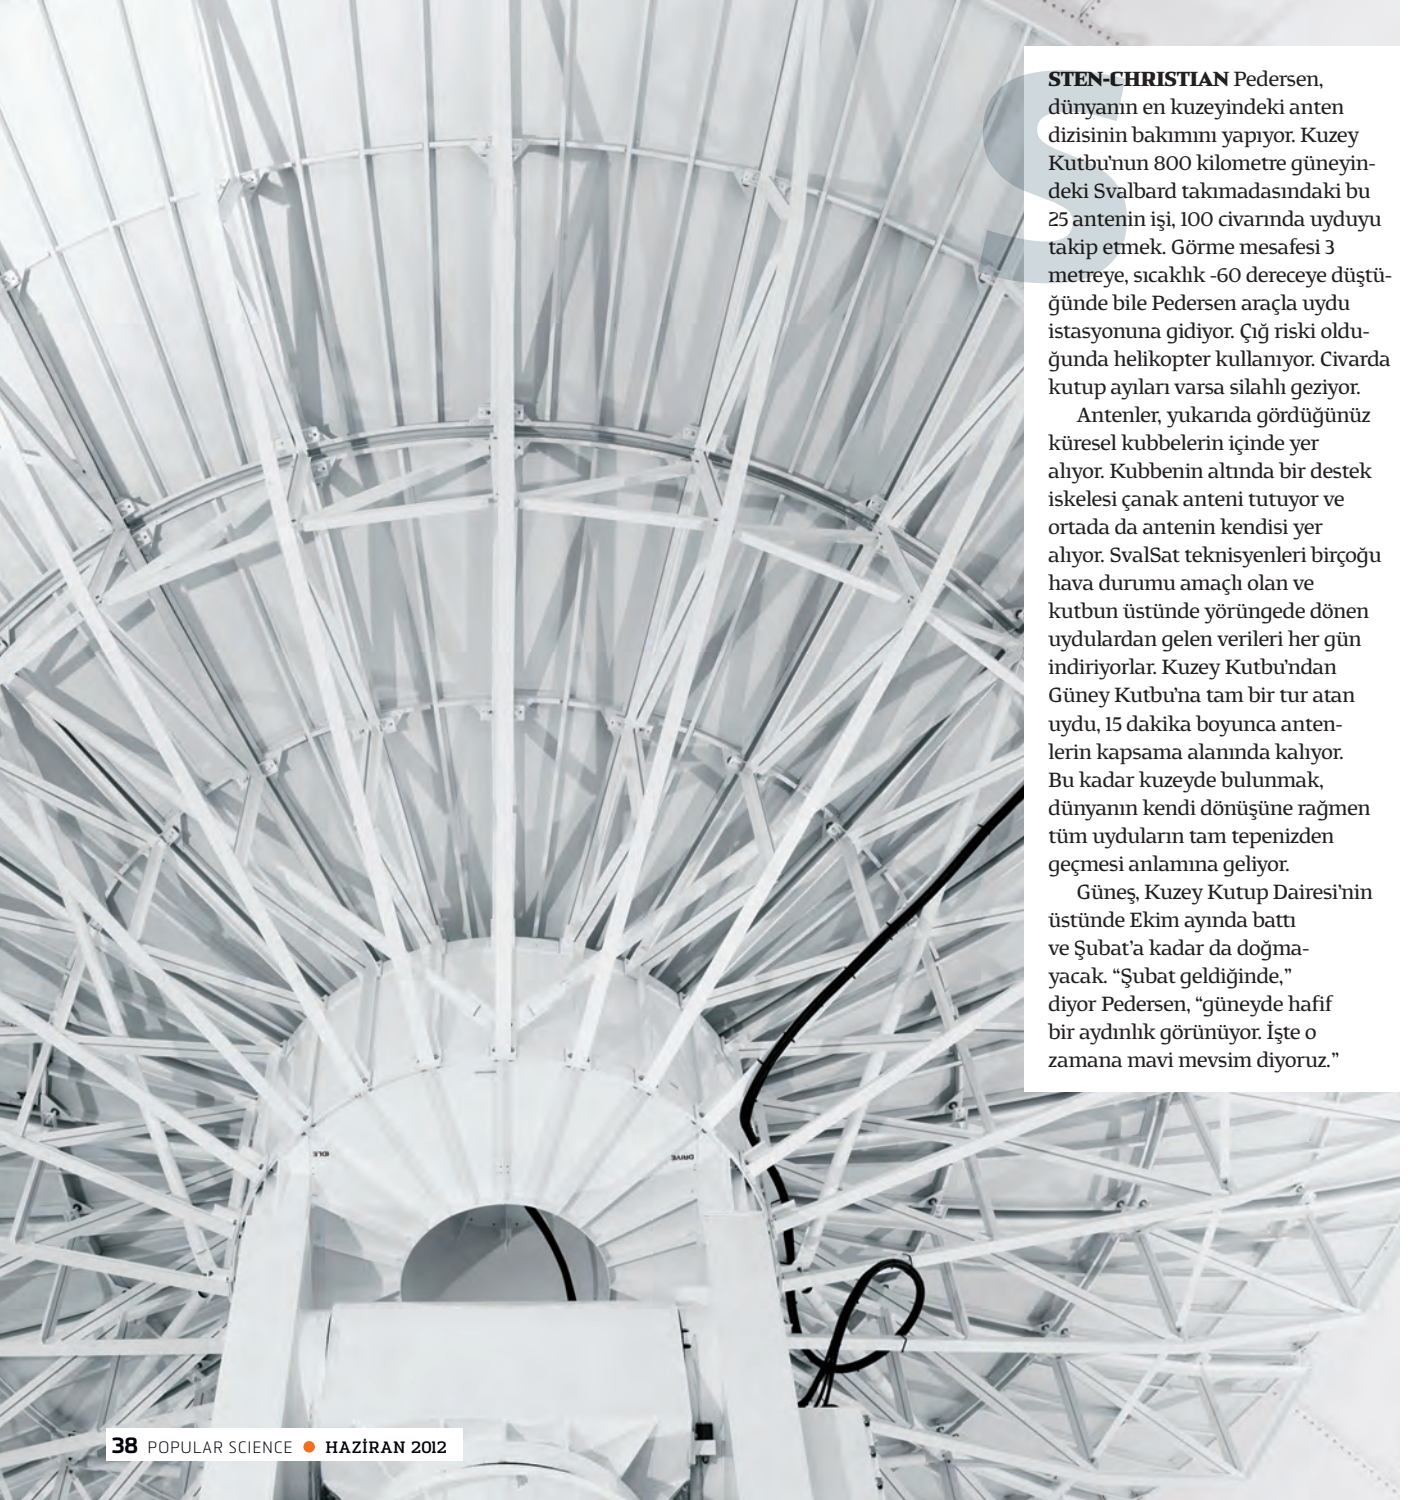 STEN-CHRISTIAN Pedersen,
dünyanın en kuzeyindeki anten
dizisinin bakımını yapıyor. Kuzey
Kutbu’nun 800 kilometre güneyin-
deki Svalbard takımadasındaki bu
25 antenin işi, 100 civarında uyduyu
takip etmek. Görme mesafesi 3
metreye, sıcaklık -60 dereceye düştü-
ğünde bile Pedersen araçla uydu
istasyonuna gidiyor. Çığ riski oldu-
ğunda helikopter kullanıyor. Civarda
kutup ayıları varsa silahlı geziyor.
Antenler, yukarıda gördüğünüz
küresel kubbelerin içinde yer
alıyor. Kubbenin altında bir destek
iskelesi çanak anteni tutuyor ve
ortada da antenin kendisi yer
alıyor. SvalSat teknisyenleri birçoğu
hava durumu amaçlı olan ve
kutbun üstünde yörüngede dönen
uydulardan gelen verileri her gün
indiriyorlar. Kuzey Kutbu’ndan
Güney Kutbu’na tam bir tur atan
uydu, 15 dakika boyunca anten-
lerin kapsama alanında kalıyor.
Bu kadar kuzeyde bulunmak,
dünyanın kendi dönüşüne rağmen
tüm uyduların tam tepenizden
geçmesi anlamına geliyor.
Güneş, Kuzey Kutup Dairesi’nin
üstünde Ekim ayında battı
ve Şubat’a kadar da doğma-
yacak. “Şubat geldiğinde,”
diyor Pedersen, “güneyde hafif
bir aydınlık görünüyor. İşte o
zamana mavi mevsim diyoruz.”
IDLE
DRIVE
38 POPULAR SCIENCE ● HAZİRAN 2012